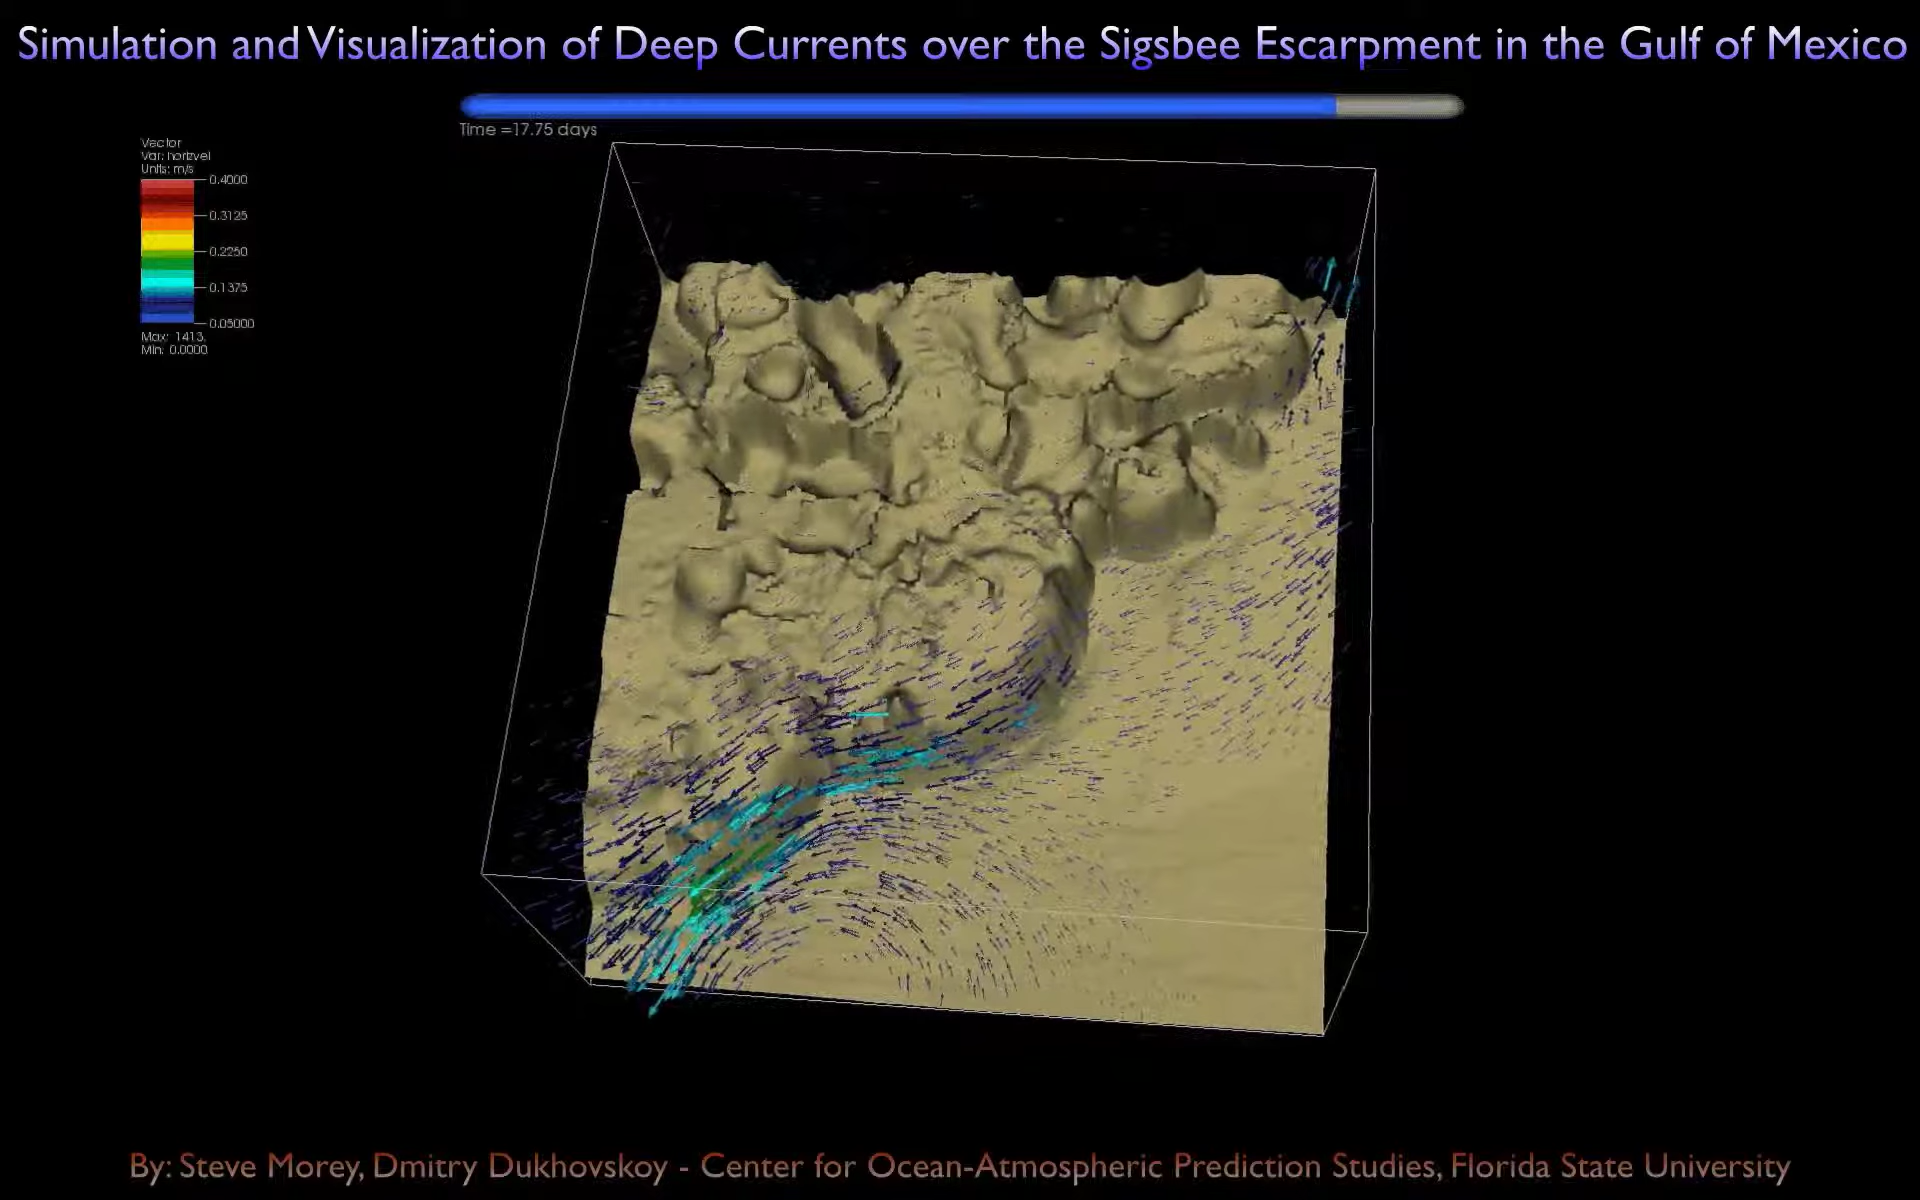 Simulation and Visualization of Deep Currents over the Sigsbee Escarpment in the Gulf of Mexico
Time =17.75 days
Vector
Var: horizvel
Units: m/s
0.4000
0.3125
0.2250
0.1375
0.05000
Max: 1413.
Min: 0.0000
By: Steve Morey, Dmitry Dukhovskoy - Center for Ocean-Atmospheric Prediction Studies, Florida State University